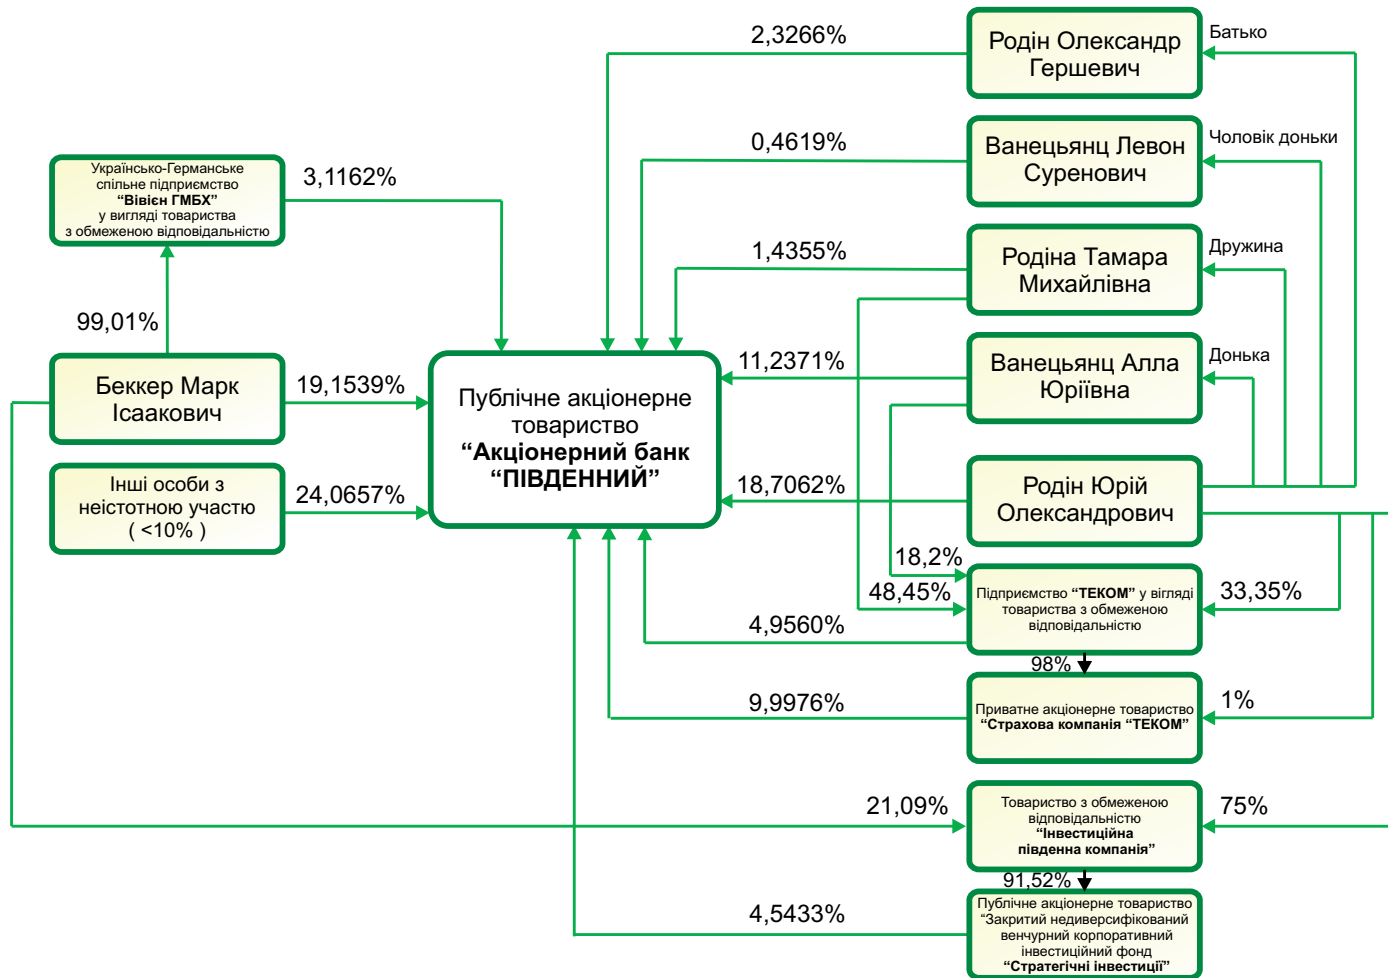 2,3266%
Родін Олександр
Гершевич
Батько
0,4619%
Ванецьянц Левон
Суренович
Чоловік доньки
Українсько-Германське
спільне підприємство
“Вівієн ГМБХ”
у вигляді товариства
з обмеженою відповідальністю
3,1162%
1,4355%
Родіна Тамара
Михайлівна
Дружина
99,01%
Беккер Марк
Ісаакович
19,1539%
Публічне акціонерне
товариство
“Акціонерний банк
“ПІВДЕННИЙ”
11,2371%
Ванецьянц Алла
Юріївна
Донька
Інші особи з
неістотною участю
( <10% )
24,0657%
18,7062%
Родін Юрій
Олександрович
18,2%
48,45%
4,9560%
Підприємство “ТЕКОМ” у вігляді
товариства з обмеженою
відповідальністю
33,35%
98%
9,9976%
Приватне акціонерне товариство
“Страхова компанія “ТЕКОМ”
1%
21,09%
Товариство з обмеженою
відповідальністю
“Інвестиційна
південна компанія”
75%
91,52%
4,5433%
Публічне акціонерне товариство
“Закритий недиверсифікований
венчурний корпоративний
інвестиційний фонд
“Стратегічні інвестиції”